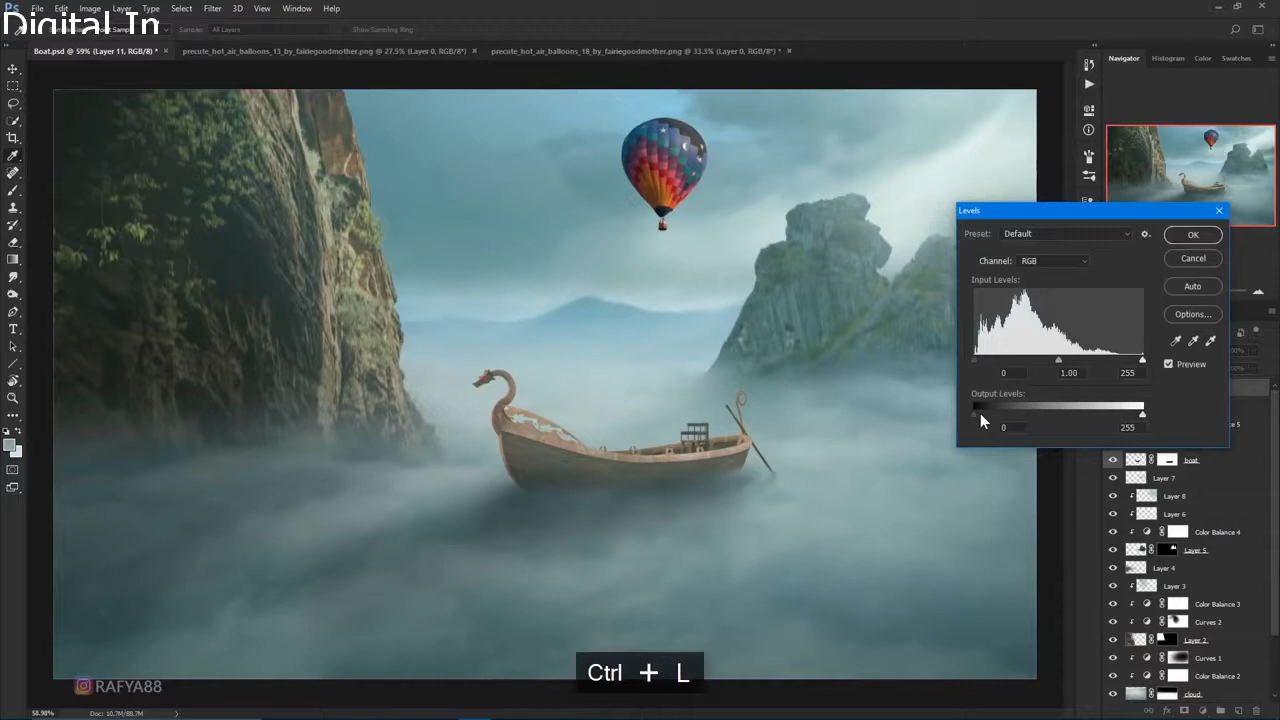 Ps File Edit Image Layer Type Select Filter 3D View Window Help
Digital Im
Sample: All Layers Show Sampling Ring
Boat.psd @ 59% (Layer 11, RGB/8) * × precute_hot_air_balloons_13_by_fairiegoodmother.png @ 27.5% (Layer 0, RGB/8*) × precute_hot_air_balloons_18_by_fairiegoodmother.png @ 33.3% (Layer 0, RGB/8*) * ×
Navigator Histogram Color Swatches
Levels
Preset: Default
OK
Channel: RGB
Cancel
Input Levels:
Auto
Options...
Preview
0 1.00 255
Output Levels:
0 255
boat
Layer 7
Layer 8
Layer 6
Color Balance 4
Layer 5
Layer 4
Layer 3
Color Balance 3
Curves 2
Layer 2
Curves 1
Color Balance 2
cloud
Ctrl + L
RAFYA88
58.98% Doc: 10.7M/88.7M